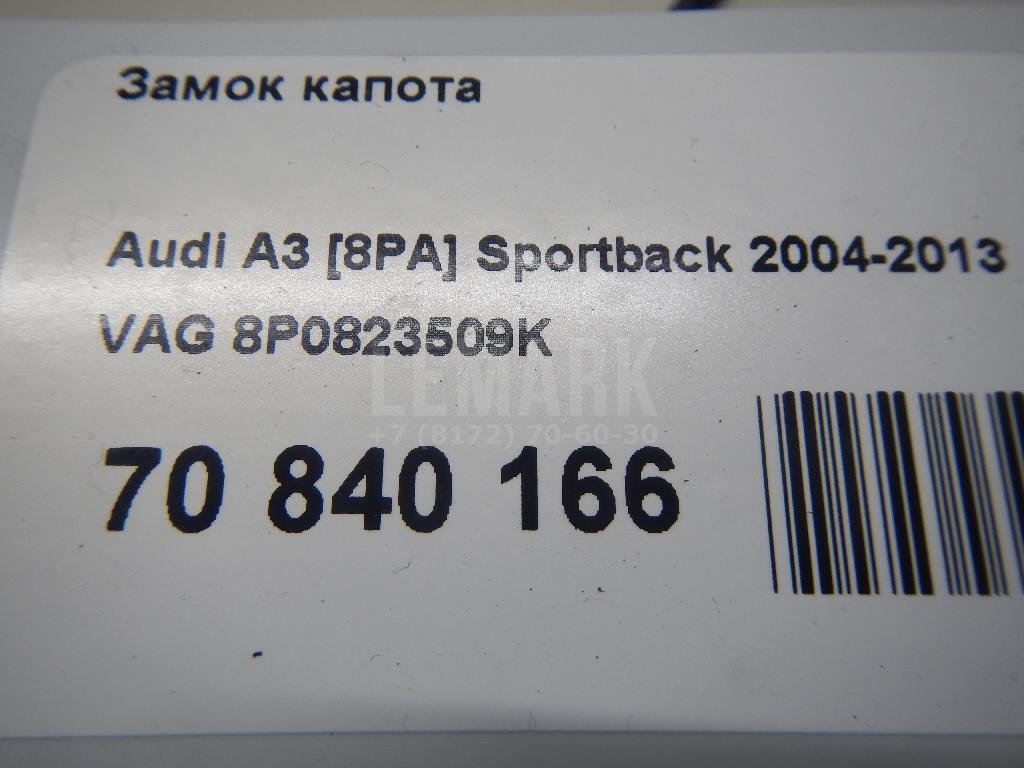 Замок капота
Audi A3 [8PA] Sportback 2004-2013
VAG 8P0823509K
LEMARK
+7 (8172) 70-60-30
70 840 166